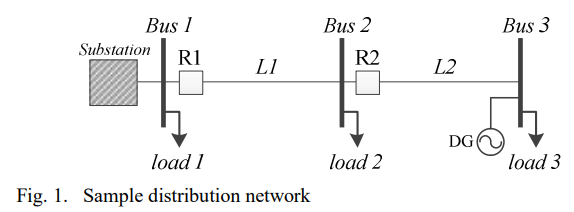 Bus 1 Bus 2 Bus 3
Substation R1 L1 R2 L2
DG
load 1 load 2 load 3
Fig. 1. Sample distribution network